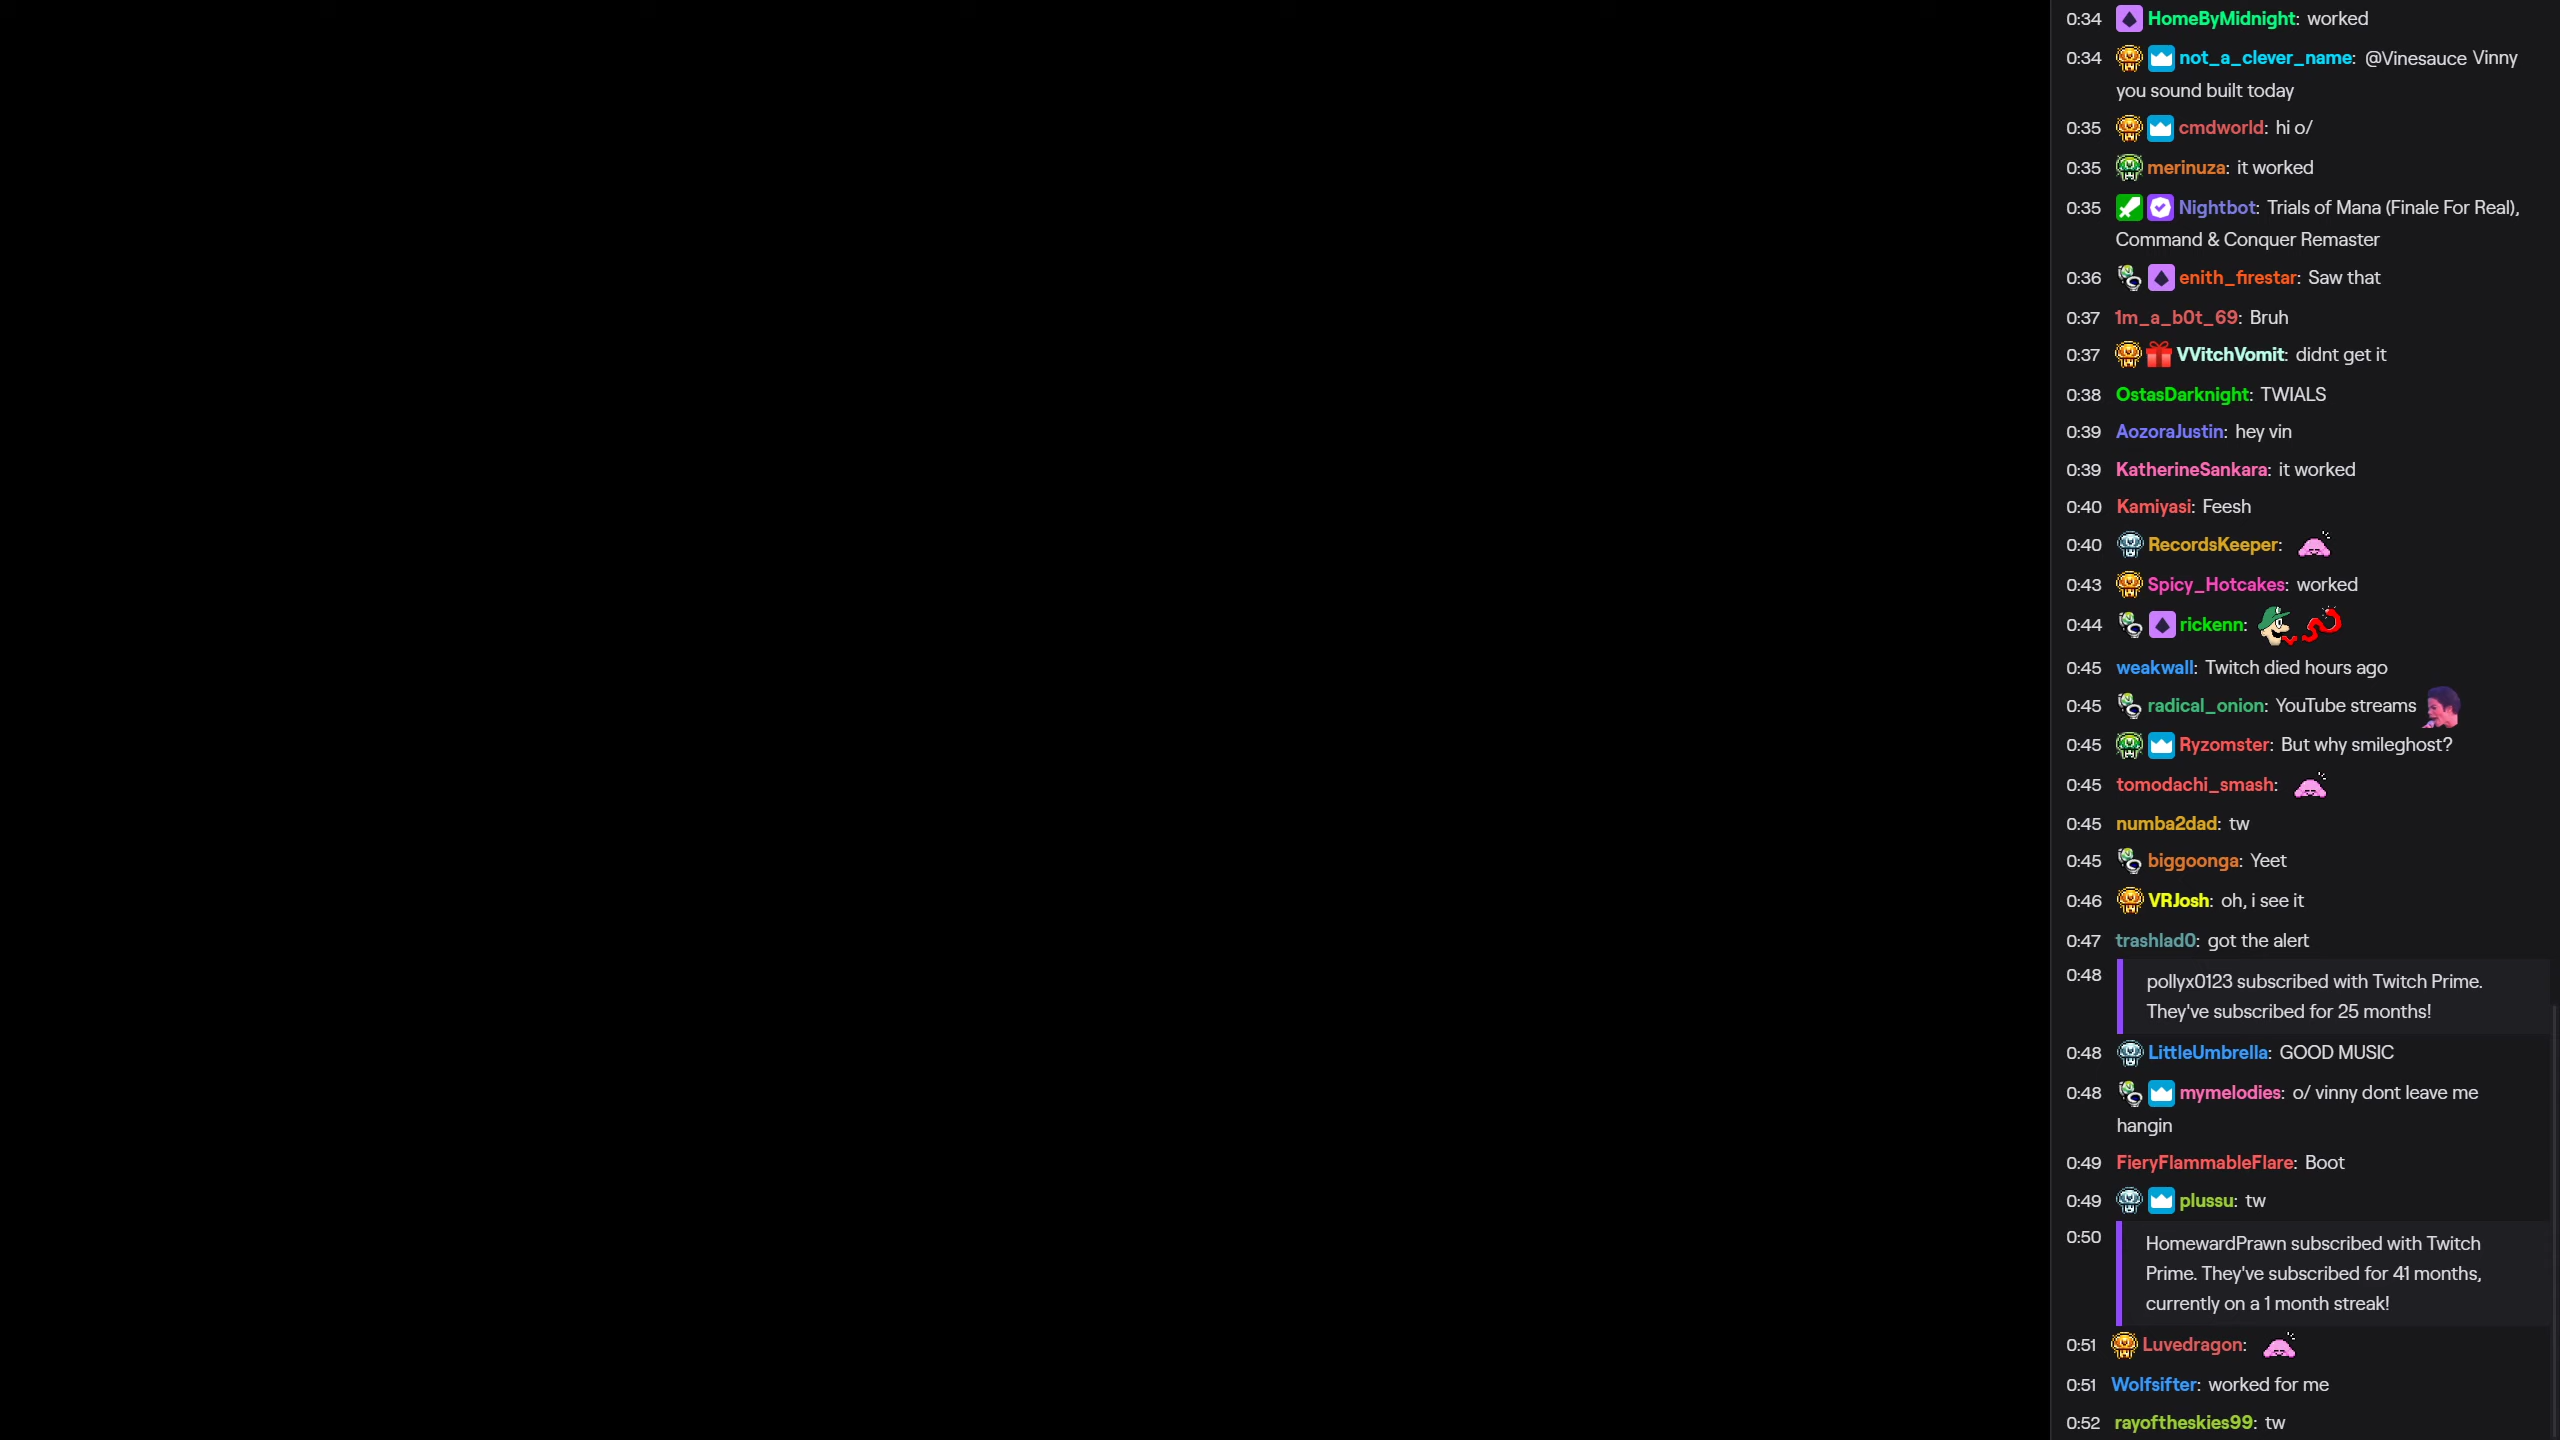 0:34 HomeByMidnight: worked
0:34 not_a_clever_name: @Vinesauce Vinny
you sound built today
0:35 cmdworld: hi o/
0:35 merinuza: it worked
0:35 Nightbot: Trials of Mana (Finale For Real),
Command & Conquer Remaster
0:36 enith_firestar: Saw that
0:37 1m_a_b0t_69: Bruh
0:37 VVitchVomit: didnt get it
0:38 OstasDarknight: TWIALS
0:39 AozoraJustin: hey vin
0:39 KatherineSankara: it worked
0:40 Kamiyasi: Feesh
0:40 RecordsKeeper:
0:43 Spicy_Hotcakes: worked
0:44 rickenn:
0:45 weakwall: Twitch died hours ago
0:45 radical_onion: YouTube streams
0:45 Ryzomster: But why smileghost?
0:45 tomodachi_smash:
0:45 numba2dad: tw
0:45 biggoonga: Yeet
0:46 VRJosh: oh, i see it
0:47 trashlad0: got the alert
0:48 pollyx0123 subscribed with Twitch Prime.
They've subscribed for 25 months!
0:48 LittleUmbrella: GOOD MUSIC
0:48 mymelodies: o/ vinny dont leave me
hangin
0:49 FieryFlammableFlare: Boot
0:49 plussu: tw
0:50 HomewardPrawn subscribed with Twitch
Prime. They've subscribed for 41 months,
currently on a 1 month streak!
0:51 Luvedragon:
0:51 Wolfsifter: worked for me
0:52 rayoftheskies99: tw